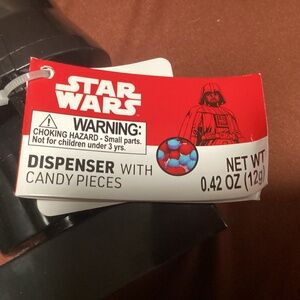 STAR
WARS
WARNING:
CHOKING HAZARD - Small parts.
Not for children under 3 yrs.
DISPENSER WITH
CANDY PIECES
NET WT
0.42 OZ (12g)